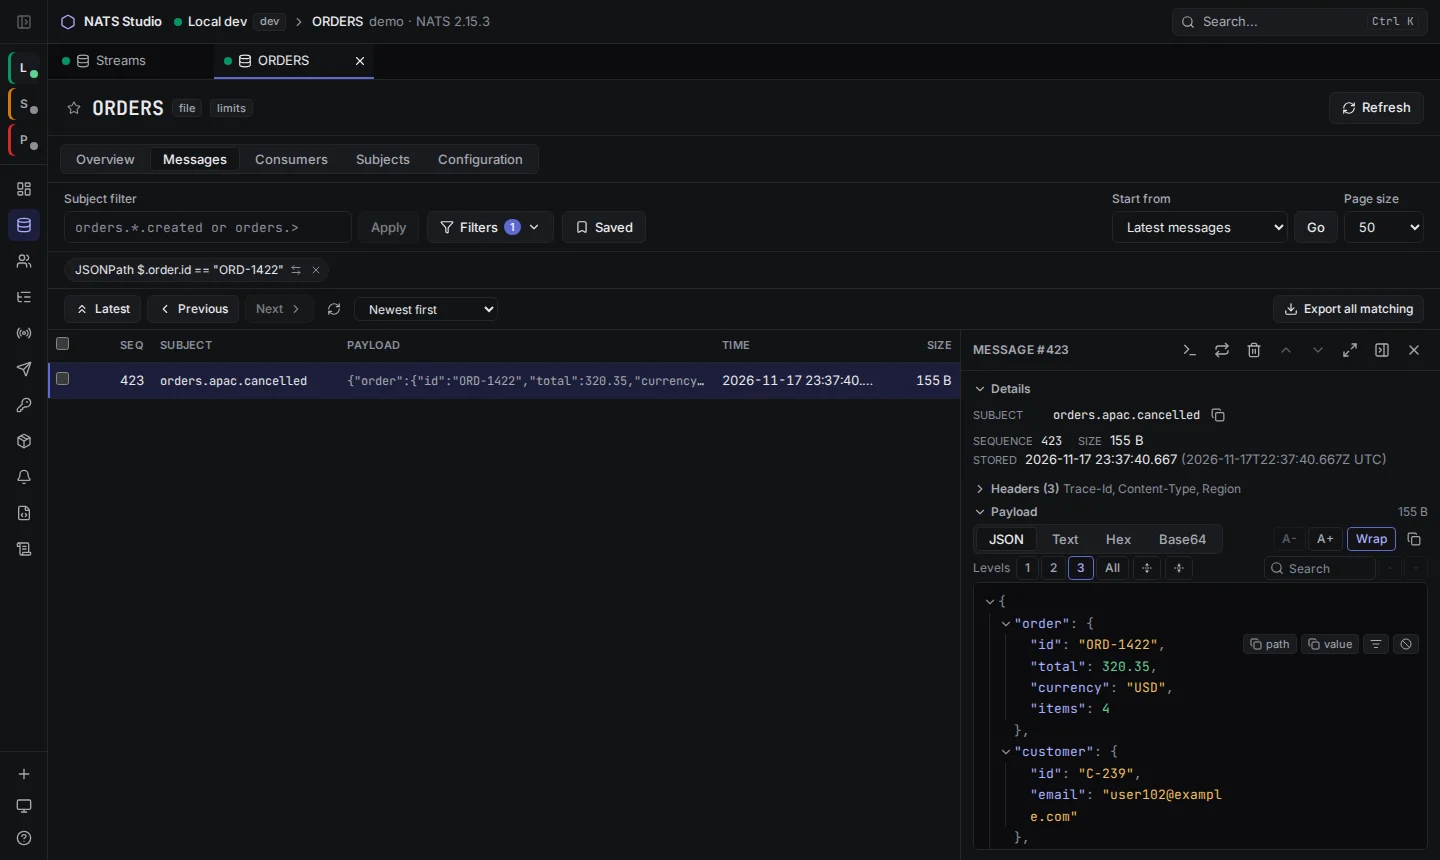 NATS Studio Local dev dev > ORDERS demo · NATS 2.15.3 Search... Ctrl K
Streams ORDERS
L
S
P
ORDERS file limits Refresh
Overview Messages Consumers Subjects Configuration
Subject filter Start from Page size
orders.*.created or orders.> Apply Filters 1 Saved Latest messages Go 50
JSONPath $.order.id == "ORD-1422"
Latest Previous Next Newest first Export all matching
SEQ SUBJECT PAYLOAD TIME SIZE
423 orders.apac.cancelled {"order":{"id":"ORD-1422","total":320.35,"currency… 2026-11-17 23:37:40.… 155 B
MESSAGE #423
Details
SUBJECT orders.apac.cancelled
SEQUENCE 423 SIZE 155 B
STORED 2026-11-17 23:37:40.667 (2026-11-17T22:37:40.667Z UTC)
Headers (3) Trace-Id, Content-Type, Region
Payload 155 B
JSON Text Hex Base64 A- A+ Wrap
Levels 1 2 3 All Search
{
"order": {
"id": "ORD-1422", path value
"total": 320.35,
"currency": "USD",
"items": 4
},
"customer": {
"id": "C-239",
"email": "user102@exampl
e.com"
},